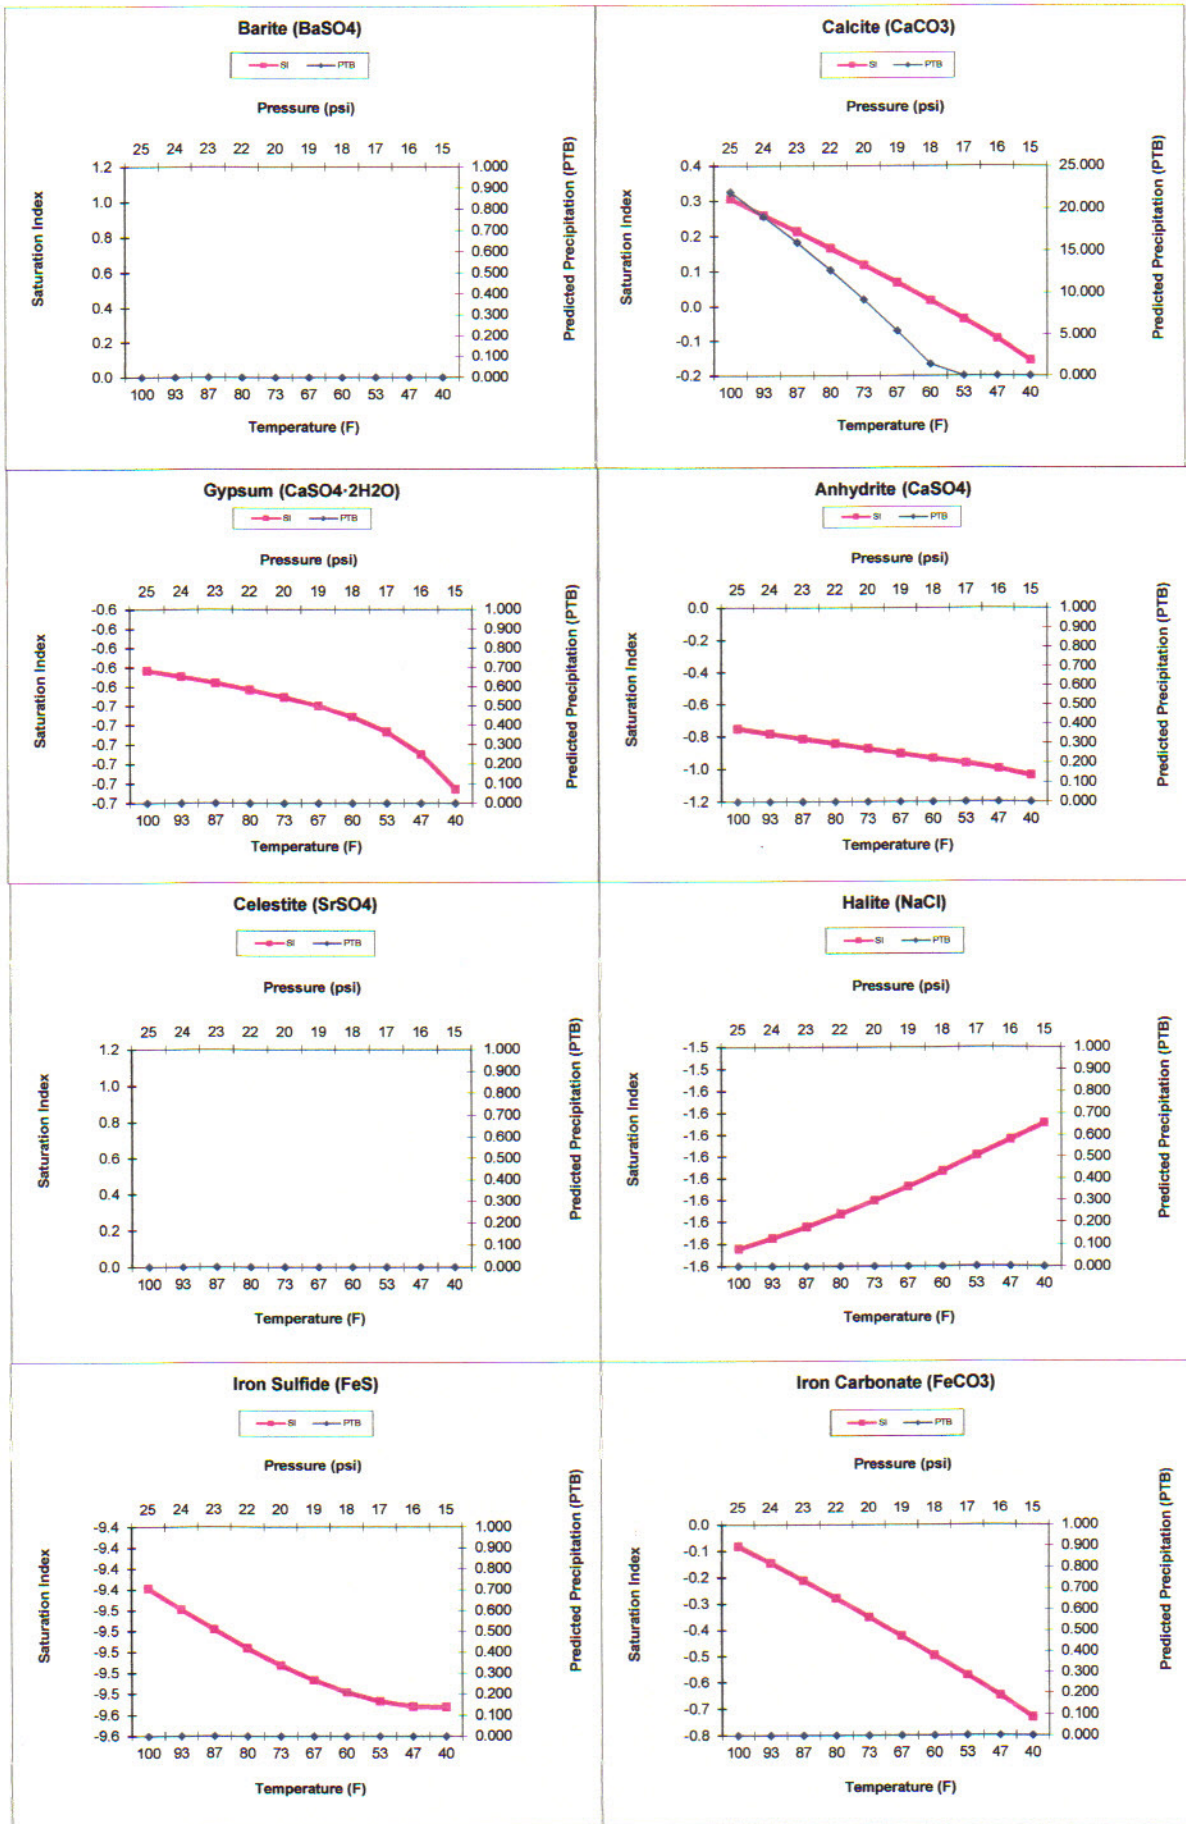 Barite (BaSO4)
SI PTB
Pressure (psi)
25 24 23 22 20 19 18 17 16 15
Saturation Index
1.2
1.0
0.8
0.6
0.4
0.2
0.0
Predicted Precipitation (PTB)
1.000
0.900
0.800
0.700
0.600
0.500
0.400
0.300
0.200
0.100
0.000
100 93 87 80 73 67 60 53 47 40
Temperature (F)
Calcite (CaCO3)
SI PTB
Pressure (psi)
25 24 23 22 20 19 18 17 16 15
Saturation Index
0.4
0.3
0.2
0.1
0.0
-0.1
-0.2
Predicted Precipitation (PTB)
25.000
20.000
15.000
10.000
5.000
0.000
100 93 87 80 73 67 60 53 47 40
Temperature (F)
Gypsum (CaSO4·2H2O)
SI PTB
Pressure (psi)
25 24 23 22 20 19 18 17 16 15
Saturation Index
-0.6
-0.6
-0.6
-0.6
-0.6
-0.7
-0.7
-0.7
-0.7
-0.7
-0.7
Predicted Precipitation (PTB)
1.000
0.900
0.800
0.700
0.600
0.500
0.400
0.300
0.200
0.100
0.000
100 93 87 80 73 67 60 53 47 40
Temperature (F)
Anhydrite (CaSO4)
SI PTB
Pressure (psi)
25 24 23 22 20 19 18 17 16 15
Saturation Index
0.0
-0.2
-0.4
-0.6
-0.8
-1.0
-1.2
Predicted Precipitation (PTB)
1.000
0.900
0.800
0.700
0.600
0.500
0.400
0.300
0.200
0.100
0.000
100 93 87 80 73 67 60 53 47 40
Temperature (F)
Celestite (SrSO4)
SI PTB
Pressure (psi)
25 24 23 22 20 19 18 17 16 15
Saturation Index
1.2
1.0
0.8
0.6
0.4
0.2
0.0
Predicted Precipitation (PTB)
1.000
0.900
0.800
0.700
0.600
0.500
0.400
0.300
0.200
0.100
0.000
100 93 87 80 73 67 60 53 47 40
Temperature (F)
Halite (NaCl)
SI PTB
Pressure (psi)
25 24 23 22 20 19 18 17 16 15
Saturation Index
-1.5
-1.5
-1.6
-1.6
-1.6
-1.6
-1.6
-1.6
-1.6
-1.6
-1.6
Predicted Precipitation (PTB)
1.000
0.900
0.800
0.700
0.600
0.500
0.400
0.300
0.200
0.100
0.000
100 93 87 80 73 67 60 53 47 40
Temperature (F)
Iron Sulfide (FeS)
SI PTB
Pressure (psi)
25 24 23 22 20 19 18 17 16 15
Saturation Index
-9.4
-9.4
-9.4
-9.4
-9.5
-9.5
-9.5
-9.5
-9.5
-9.6
-9.6
Predicted Precipitation (PTB)
1.000
0.900
0.800
0.700
0.600
0.500
0.400
0.300
0.200
0.100
0.000
100 93 87 80 73 67 60 53 47 40
Temperature (F)
Iron Carbonate (FeCO3)
SI PTB
Pressure (psi)
25 24 23 22 20 19 18 17 16 15
Saturation Index
0.0
-0.1
-0.2
-0.3
-0.4
-0.5
-0.6
-0.7
-0.8
Predicted Precipitation (PTB)
1.000
0.900
0.800
0.700
0.600
0.500
0.400
0.300
0.200
0.100
0.000
100 93 87 80 73 67 60 53 47 40
Temperature (F)